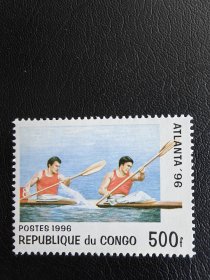 ATLANTA '96
POSTES 1996
REPUBLIQUE du CONGO 500F